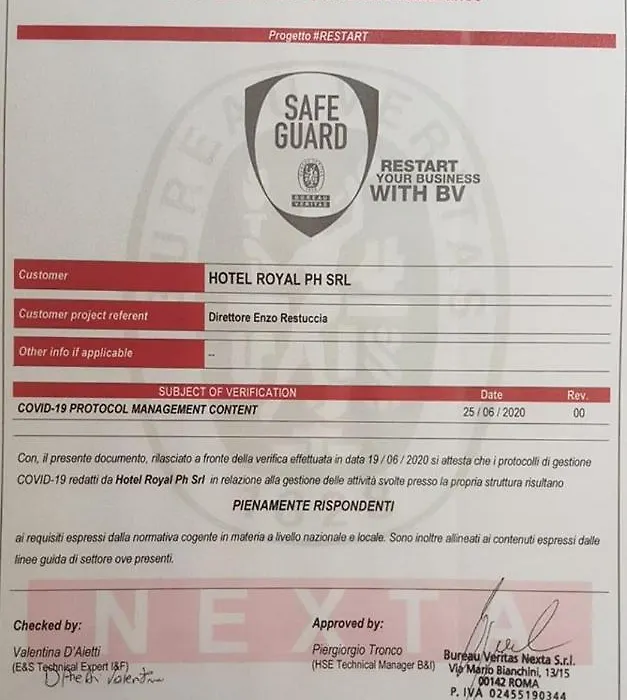 Progetto #RESTART
SAFE
GUARD
BUREAU
VERITAS
RESTART
YOUR BUSINESS
WITH BV
Customer
HOTEL ROYAL PH SRL
Customer project referent
Direttore Enzo Restuccia
Other info if applicable
--
SUBJECT OF VERIFICATION Date Rev.
COVID-19 PROTOCOL MANAGEMENT CONTENT 25 / 06 / 2020 00
Con, il presente documento, rilasciato a fronte della verifica effettuata in data 19 / 06 / 2020 si attesta che i protocolli di gestione
COVID-19 redatti da Hotel Royal Ph Srl in relazione alla gestione delle attività svolte presso la propria struttura risultano
PIENAMENTE RISPONDENTI
ai requisiti espressi dalla normativa cogente in materia a livello nazionale e locale. Sono inoltre allineati ai contenuti espressi dalle
linee guida di settore ove presenti.
NEXTA
Checked by:
Valentina D'Aietti
(E&S Technical Expert I&F)
Approved by:
Piergiorgio Tronco
(HSE Technical Manager B&I)
Bureau Veritas Nexta S.r.l.
Via Mario Bianchini, 13/15
00142 ROMA
P. IVA 02455190344